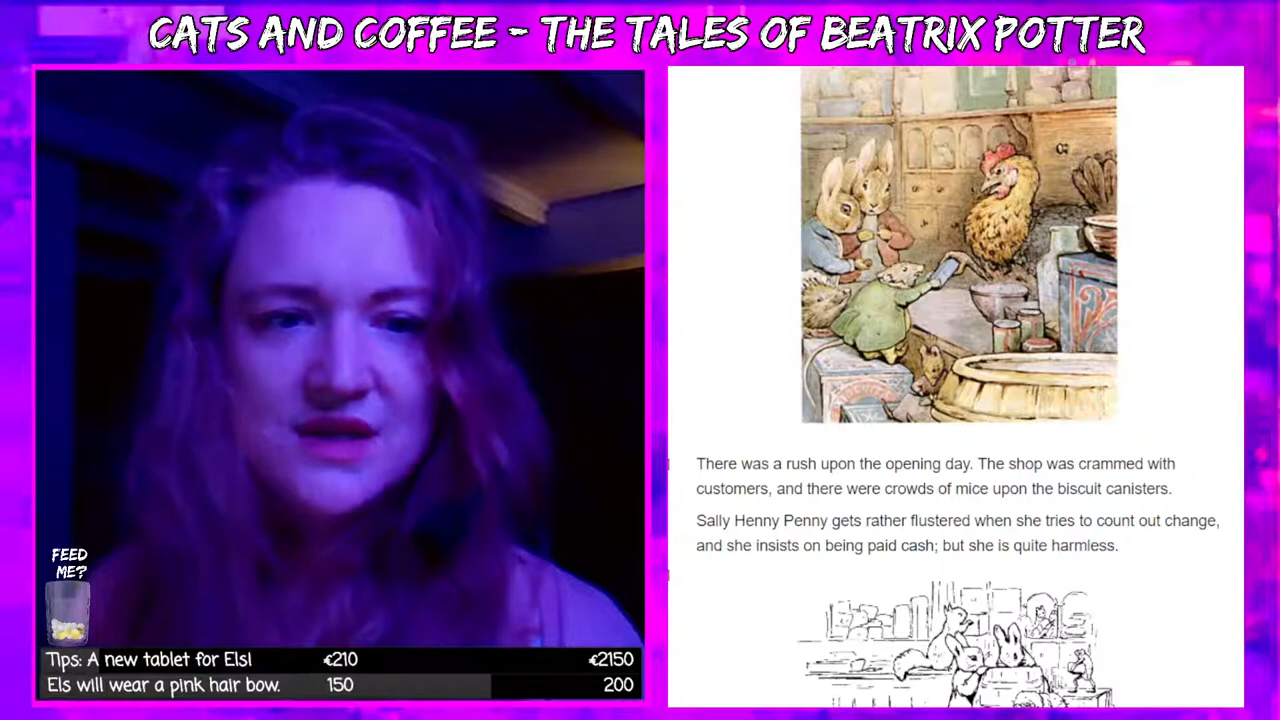 CATS AND COFFEE - THE TALES OF BEATRIX POTTER
There was a rush upon the opening day. The shop was crammed with
customers, and there were crowds of mice upon the biscuit canisters.
Sally Henny Penny gets rather flustered when she tries to count out change,
and she insists on being paid cash; but she is quite harmless.
FEED
ME?
Tips: A new tablet for Els! €210 €2150
Els will wear a pink hair bow. 150 200